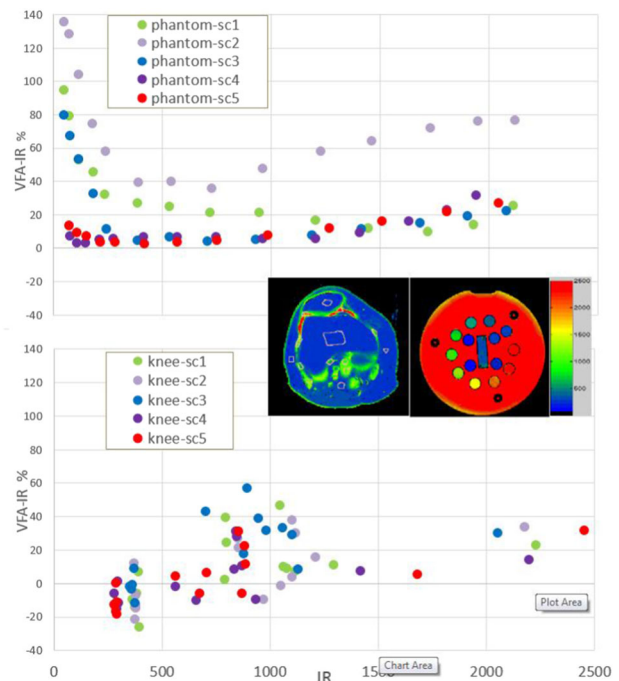 140
120
100
80
60
40
20
0
-20
-40
VFA-IR %
phantom-sc1
phantom-sc2
phantom-sc3
phantom-sc4
phantom-sc5
2500
1500
1000
500
140
120
100
80
60
40
20
0
-20
-40
VFA-IR %
knee-sc1
knee-sc2
knee-sc3
knee-sc4
knee-sc5
Plot Area
Chart Area
0
500
1000
2000
2500
IR